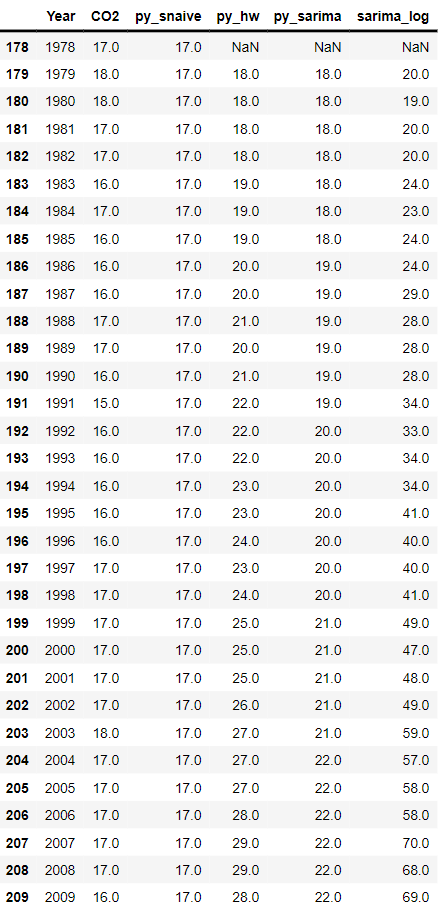 Year CO2 py_snaive py_hw py_sarima sarima_log
178 1978 17.0 17.0 NaN NaN NaN
179 1979 18.0 17.0 18.0 18.0 20.0
180 1980 18.0 17.0 18.0 18.0 19.0
181 1981 17.0 17.0 18.0 18.0 20.0
182 1982 17.0 17.0 18.0 18.0 20.0
183 1983 16.0 17.0 19.0 18.0 24.0
184 1984 17.0 17.0 19.0 18.0 23.0
185 1985 16.0 17.0 19.0 18.0 24.0
186 1986 16.0 17.0 20.0 19.0 24.0
187 1987 16.0 17.0 20.0 19.0 29.0
188 1988 17.0 17.0 21.0 19.0 28.0
189 1989 17.0 17.0 20.0 19.0 28.0
190 1990 16.0 17.0 21.0 19.0 28.0
191 1991 15.0 17.0 22.0 19.0 34.0
192 1992 16.0 17.0 22.0 20.0 33.0
193 1993 16.0 17.0 22.0 20.0 34.0
194 1994 16.0 17.0 23.0 20.0 34.0
195 1995 16.0 17.0 23.0 20.0 41.0
196 1996 16.0 17.0 24.0 20.0 40.0
197 1997 17.0 17.0 23.0 20.0 40.0
198 1998 17.0 17.0 24.0 20.0 41.0
199 1999 17.0 17.0 25.0 21.0 49.0
200 2000 17.0 17.0 25.0 21.0 47.0
201 2001 17.0 17.0 25.0 21.0 48.0
202 2002 17.0 17.0 26.0 21.0 49.0
203 2003 18.0 17.0 27.0 21.0 59.0
204 2004 17.0 17.0 27.0 22.0 57.0
205 2005 17.0 17.0 27.0 22.0 58.0
206 2006 17.0 17.0 28.0 22.0 58.0
207 2007 17.0 17.0 29.0 22.0 70.0
208 2008 17.0 17.0 29.0 22.0 68.0
209 2009 16.0 17.0 28.0 22.0 69.0